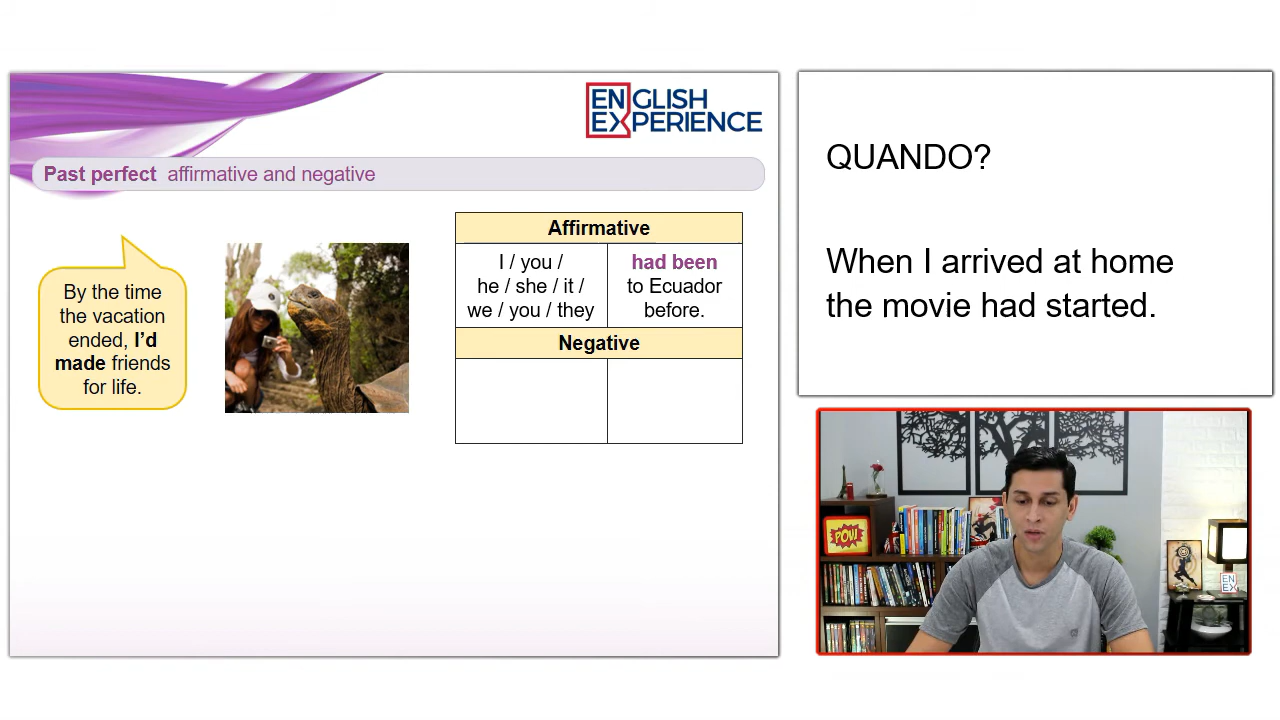 ENGLISH
EXPERIENCE
Past perfect affirmative and negative
By the time
the vacation
ended, I’d
made friends
for life.
Affirmative
I / you /
he / she / it /
we / you / they
had been
to Ecuador
before.
Negative
QUANDO?
When I arrived at home
the movie had started.
POW!
EN
EX